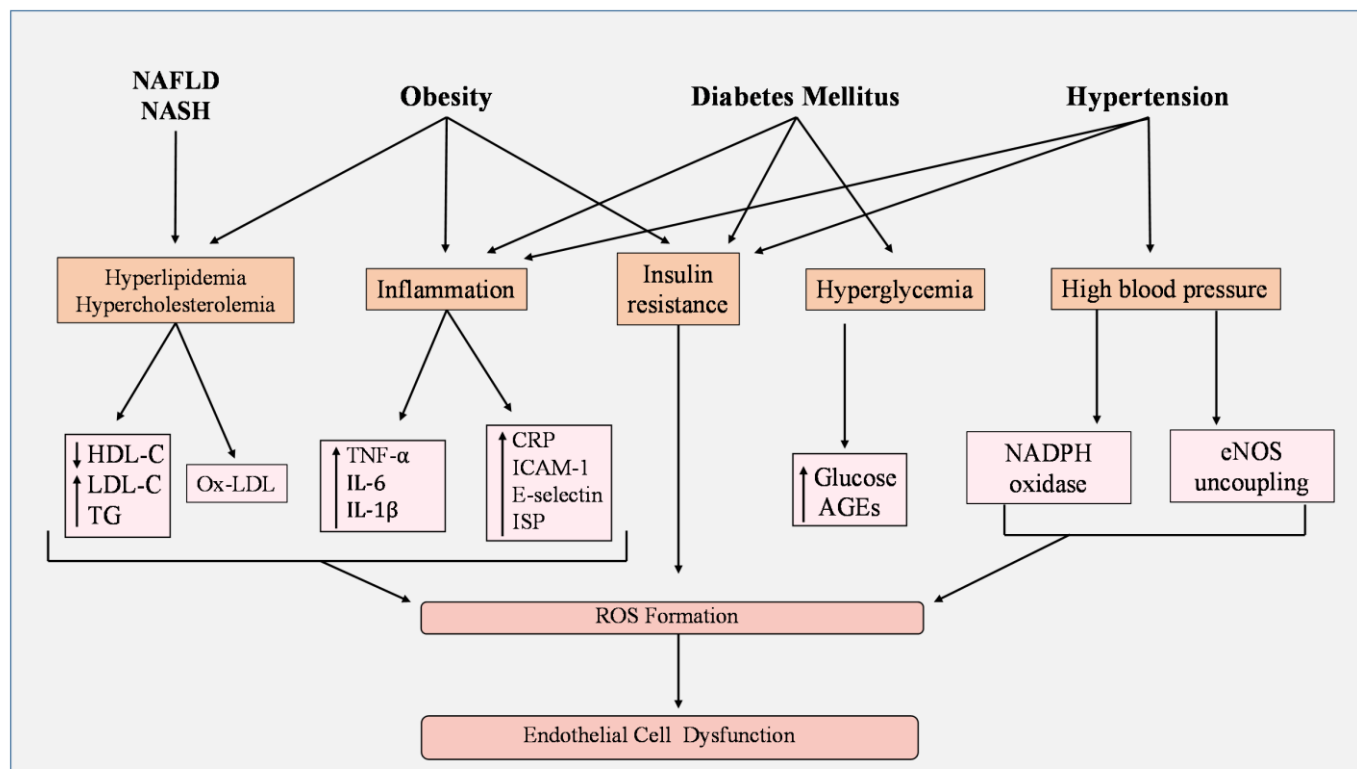 NAFLD
NASH
Obesity
Diabetes Mellitus
Hypertension
Hyperlipidemia
Hypercholesterolemia
Inflammation
Insulin
resistance
Hyperglycemia
High blood pressure
HDL-C
LDL-C
TG
Ox-LDL
TNF-α
IL-6
IL-1β
CRP
ICAM-1
E-selectin
ISP
Glucose
AGEs
NADPH
oxidase
eNOS
uncoupling
ROS Formation
Endothelial Cell Dysfunction